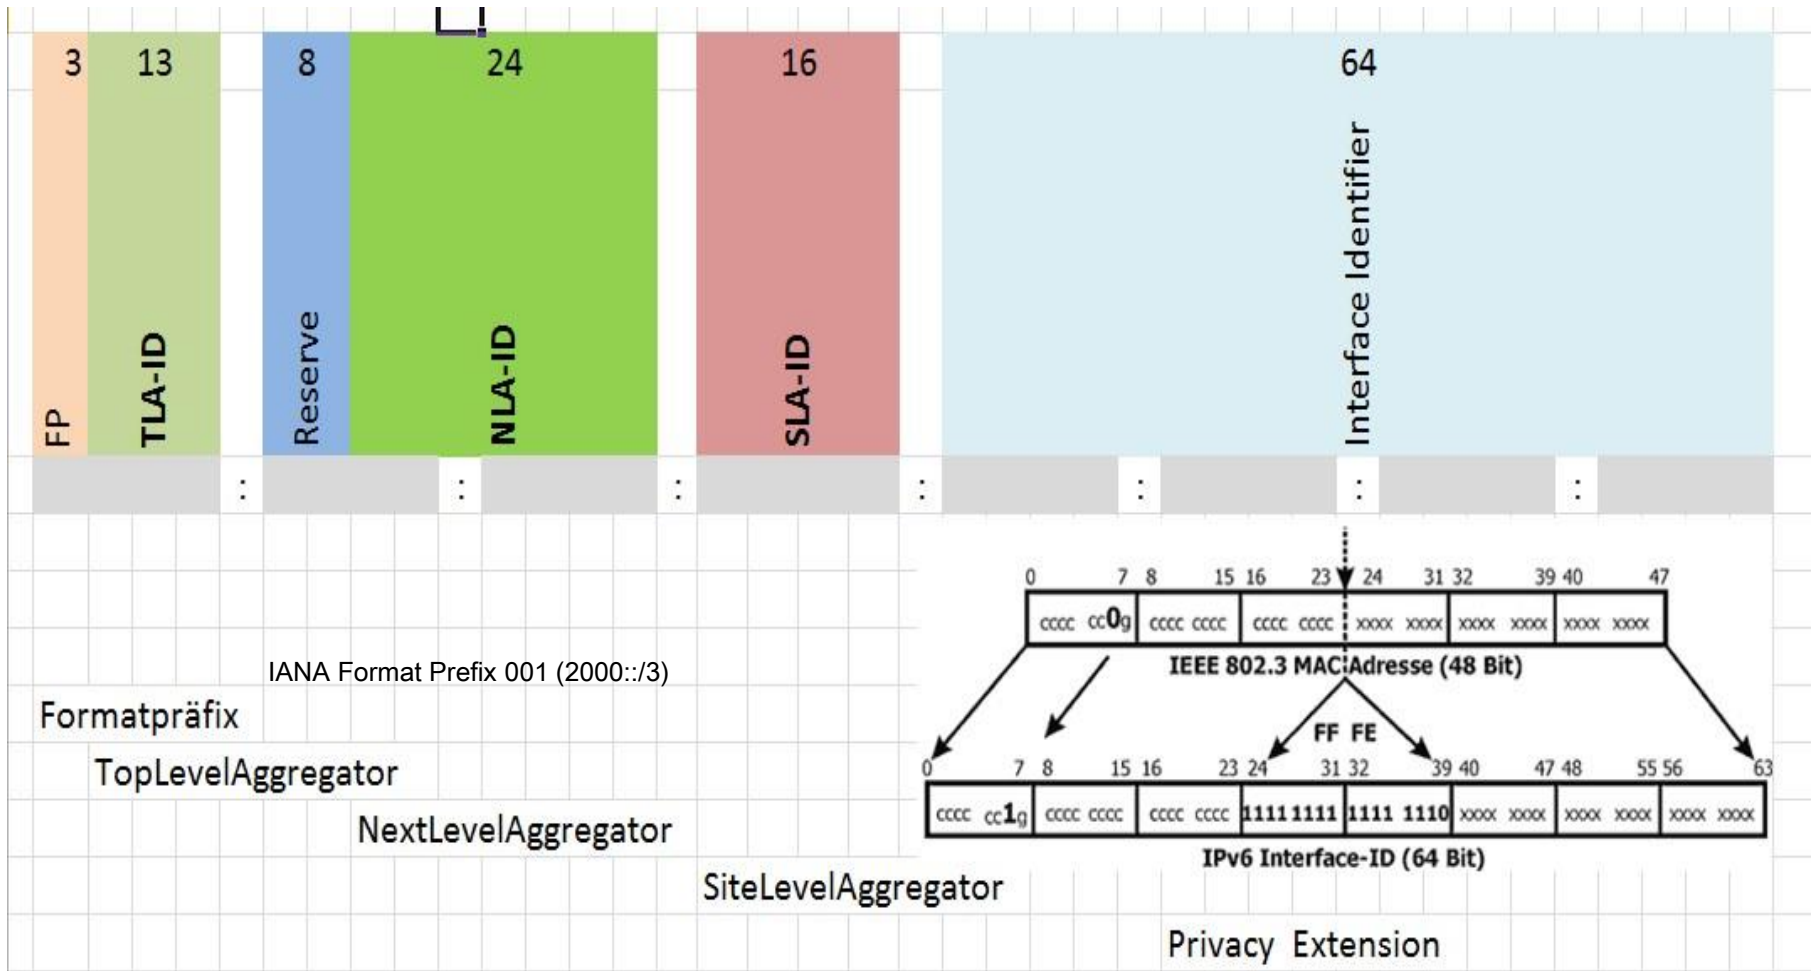 3 13 8 24 16 64
FP TLA-ID Reserve NLA-ID SLA-ID Interface Identifier
: : : : : : :
0 7 8 15 16 23 24 31 32 39 40 47
cccc cc0g cccc cccc cccc cccc xxxx xxxx xxxx xxxx xxxx xxxx
IEEE 802.3 MAC Adresse (48 Bit)
IANA Format Prefix 001 (2000::/3)
Formatpräfix
FF FE
TopLevelAggregator
0 7 8 15 16 23 24 31 32 39 40 47 48 55 56 63
cccc cc1g cccc cccc cccc cccc 1111 1111 1111 1110 xxxx xxxx xxxx xxxx xxxx xxxx
NextLevelAggregator
IPv6 Interface-ID (64 Bit)
SiteLevelAggregator
Privacy Extension